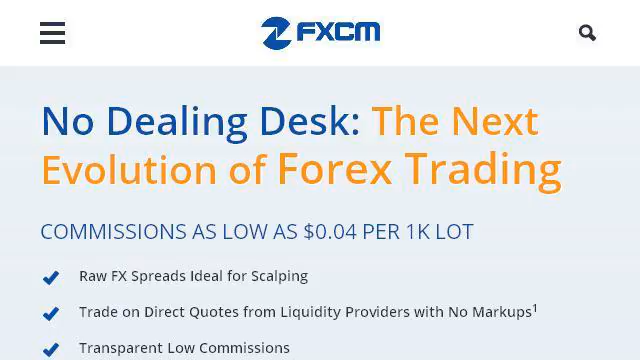 FXCM
No Dealing Desk: The Next
Evolution of Forex Trading
COMMISSIONS AS LOW AS $0.04 PER 1K LOT
Raw FX Spreads Ideal for Scalping
Trade on Direct Quotes from Liquidity Providers with No Markups¹
Transparent Low Commissions